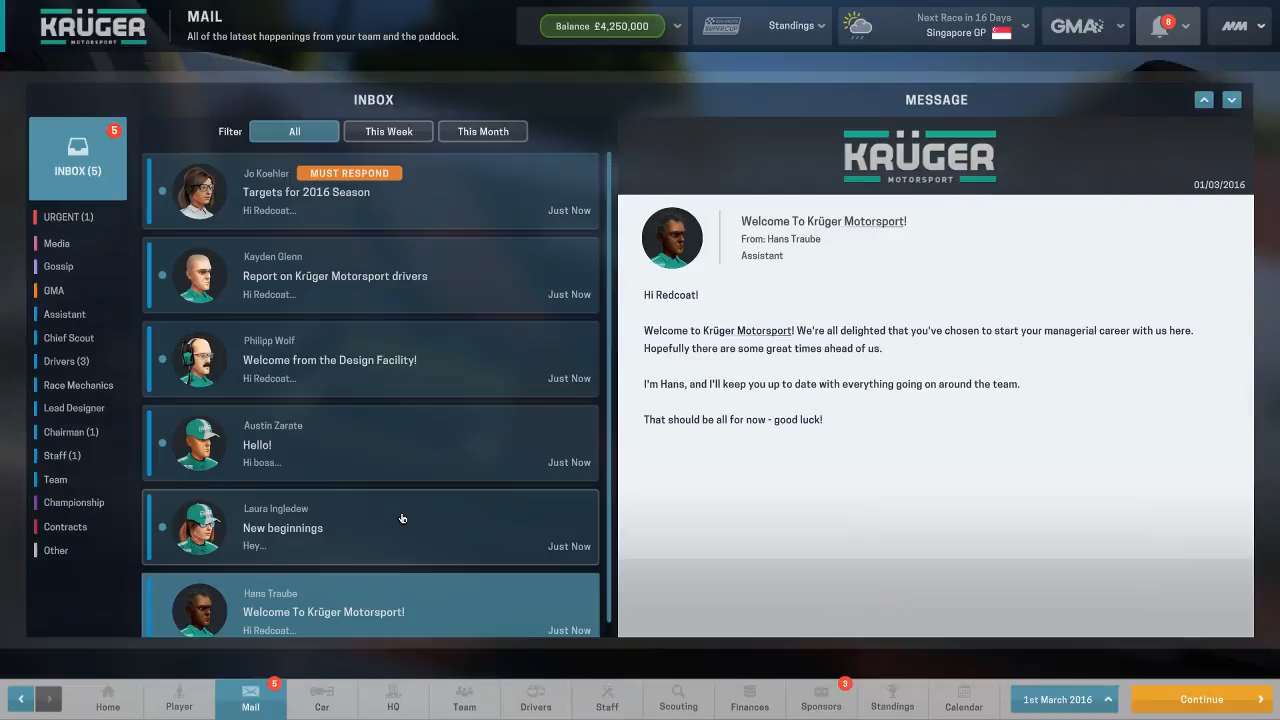 KRÜGER
MOTORSPORT
MAIL
All of the latest happenings from your team and the paddock.
Balance £4,250,000
Standings
Next Race in 16 Days
Singapore GP
GMA
8
INBOX
MESSAGE
5
INBOX (5)
URGENT (1)
Media
Gossip
GMA
Assistant
Chief Scout
Drivers (3)
Race Mechanics
Lead Designer
Chairman (1)
Staff (1)
Team
Championship
Contracts
Other
Filter
All
This Week
This Month
Jo Koehler
MUST RESPOND
Targets for 2016 Season
Hi Redcoat...
Just Now
Kayden Glenn
Report on Krüger Motorsport drivers
Hi Redcoat...
Just Now
Philipp Wolf
Welcome from the Design Facility!
Hi Redcoat...
Just Now
Austin Zarate
Hello!
Hi boss...
Just Now
Laura Ingledew
New beginnings
Hey...
Just Now
Hans Traube
Welcome To Krüger Motorsport!
Hi Redcoat...
Just Now
KRÜGER
MOTORSPORT
01/03/2016
Welcome To Krüger Motorsport!
From: Hans Traube
Assistant
Hi Redcoat!
Welcome to Krüger Motorsport! We're all delighted that you've chosen to start your managerial career with us here.
Hopefully there are some great times ahead of us.
I'm Hans, and I'll keep you up to date with everything going on around the team.
That should be all for now - good luck!
Home
Player
5
Mail
Car
HQ
Team
Drivers
Staff
Scouting
Finances
3
Sponsors
Standings
Calendar
1st March 2016
Continue